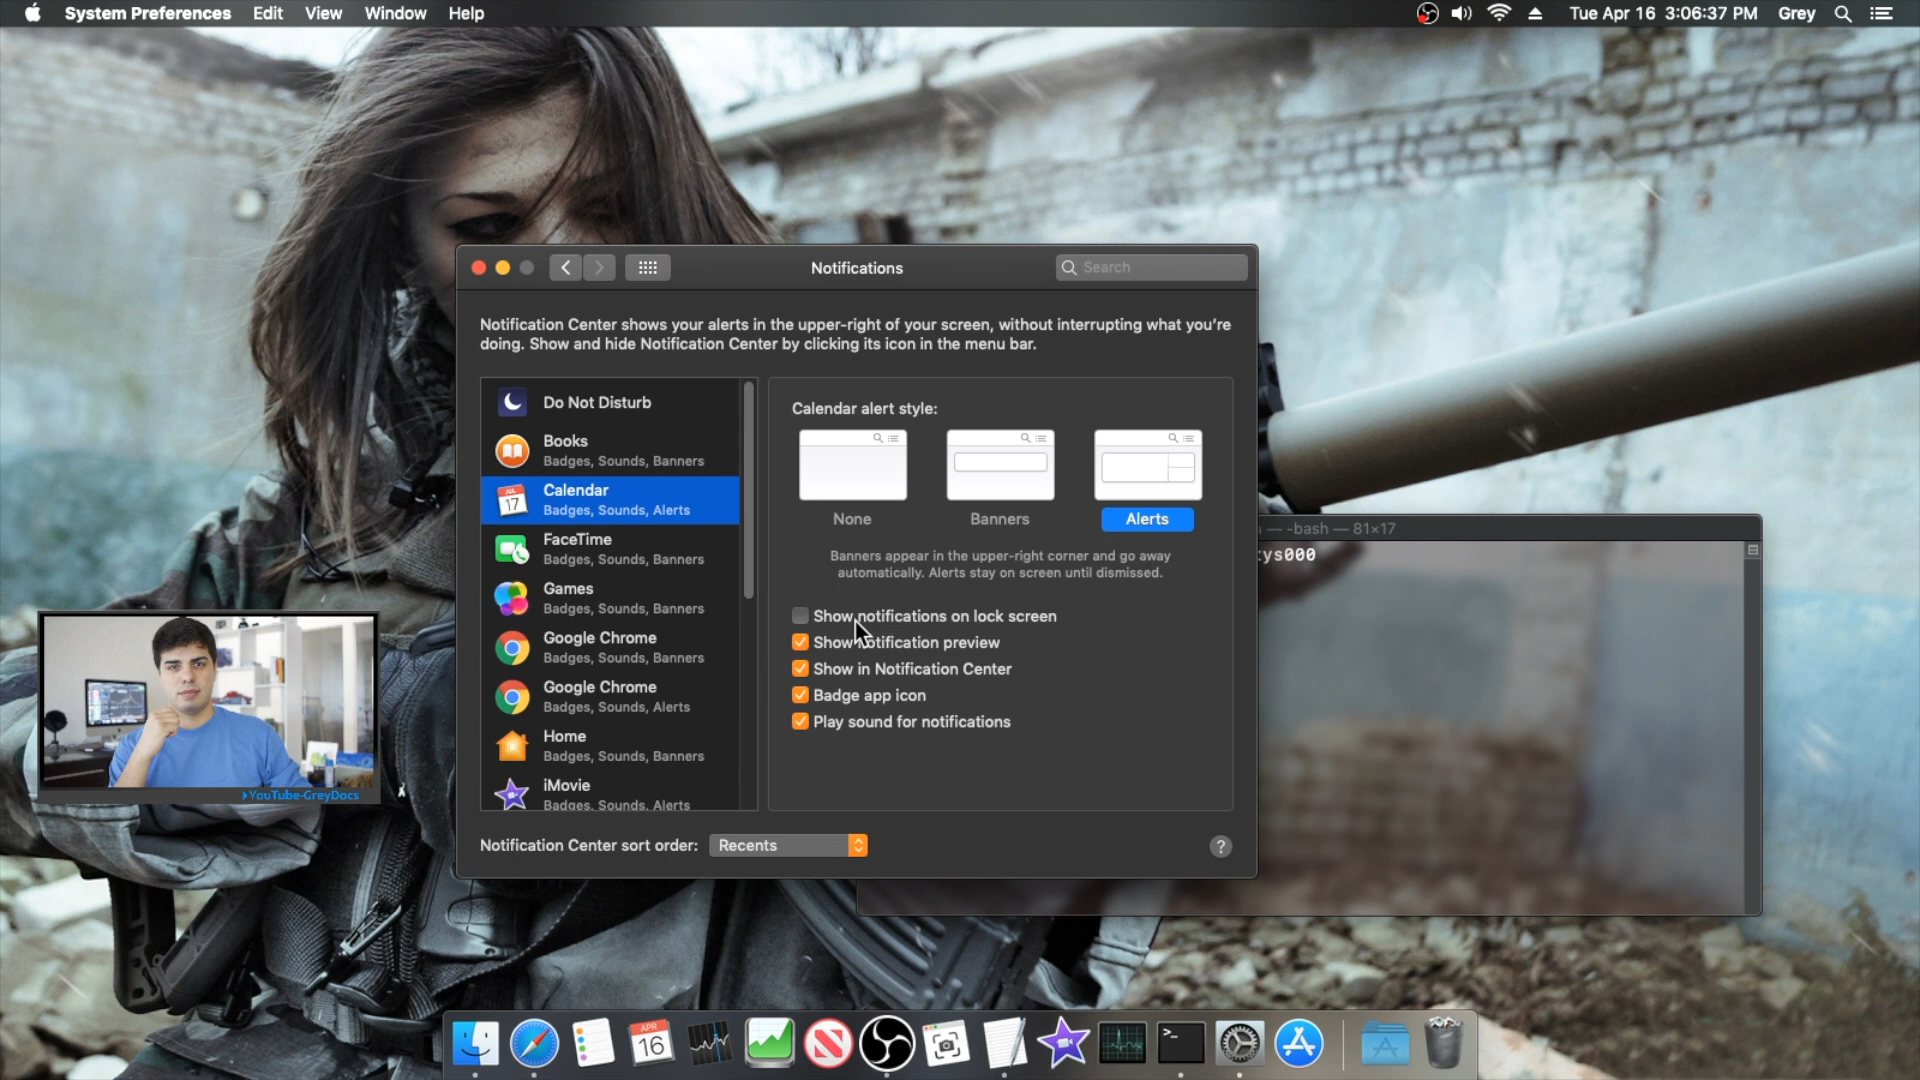 System Preferences Edit View Window Help
Tue Apr 16 3:06:37 PM Grey
Notifications
Search
Notification Center shows your alerts in the upper-right of your screen, without interrupting what you're
doing. Show and hide Notification Center by clicking its icon in the menu bar.
Do Not Disturb
Books
Badges, Sounds, Banners
JUL
17
Calendar
Badges, Sounds, Alerts
FaceTime
Badges, Sounds, Banners
Games
Badges, Sounds, Banners
Google Chrome
Badges, Sounds, Banners
Google Chrome
Badges, Sounds, Alerts
Home
Badges, Sounds, Banners
iMovie
Badges, Sounds, Alerts
Calendar alert style:
None
Banners
Alerts
Banners appear in the upper-right corner and go away
automatically. Alerts stay on screen until dismissed.
Show notifications on lock screen
Show notification preview
Show in Notification Center
Badge app icon
Play sound for notifications
Notification Center sort order: Recents
?
— -bash — 81×17
tys000
YouTube-GreyDocs
APR
16
>_